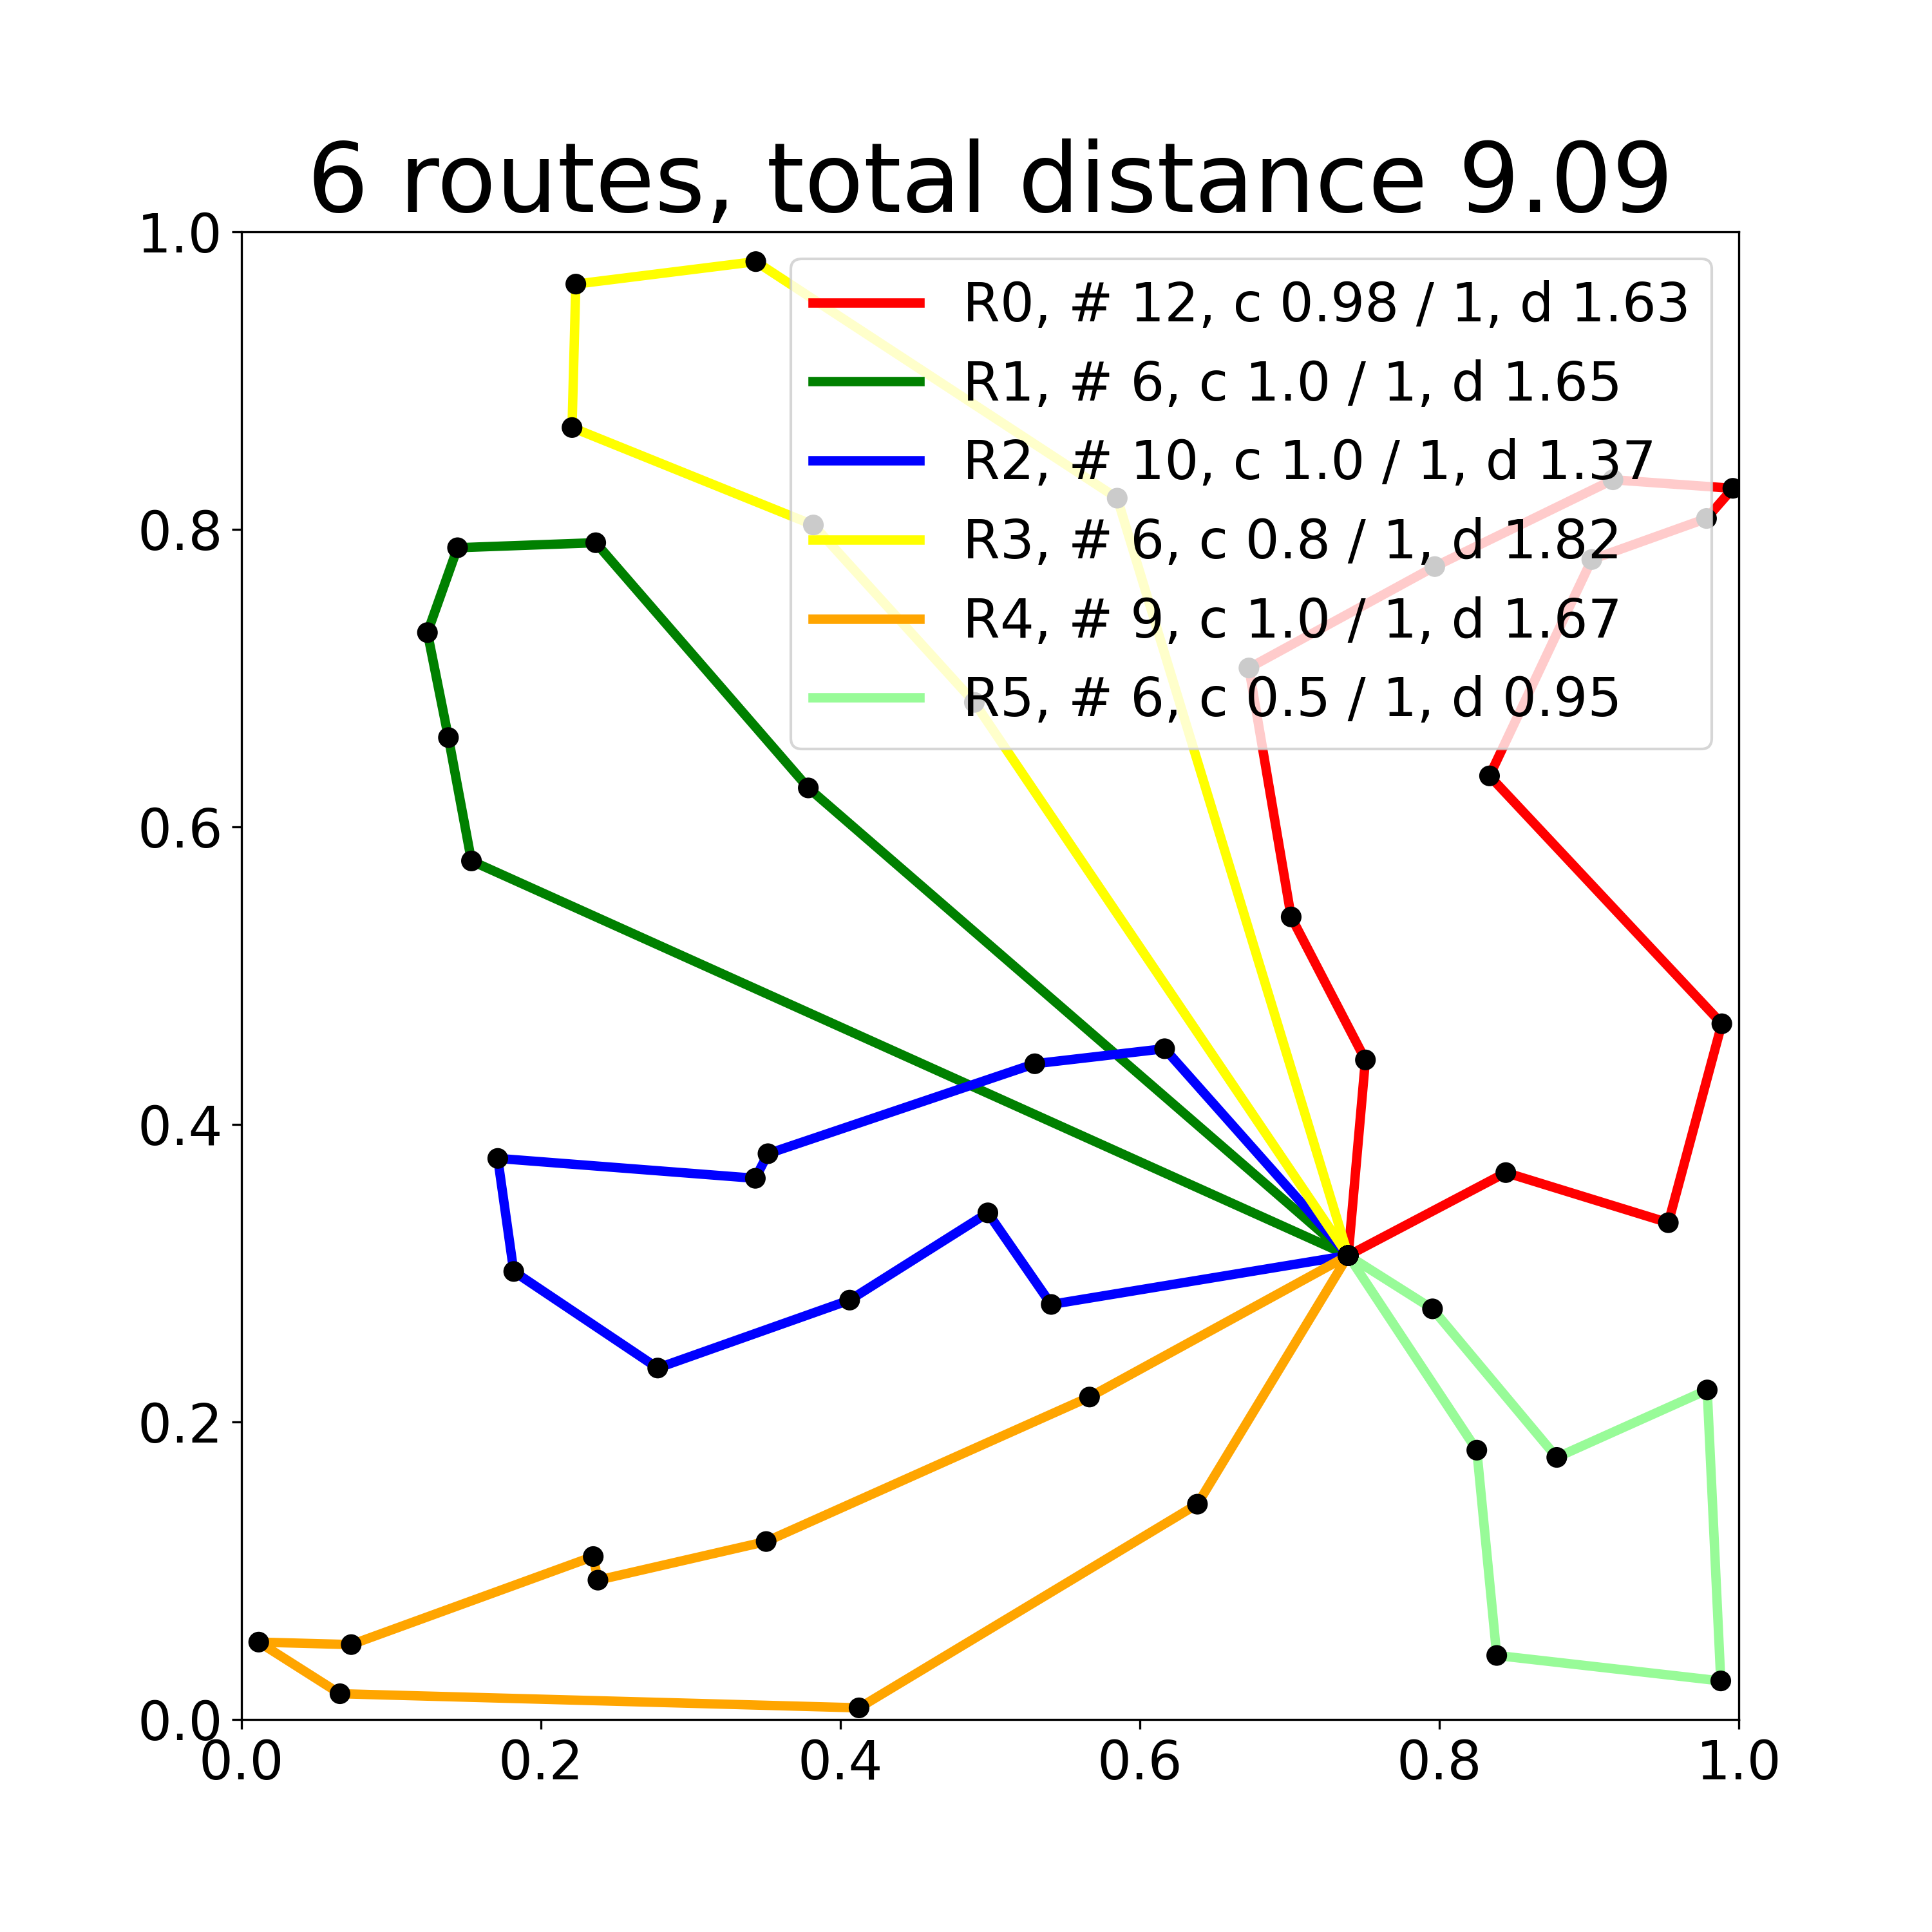 6 routes, total distance 9.09
1.0
R0, # 12, c 0.98 / 1, d 1.63
R1, # 6, c 1.0 / 1, d 1.65
R2, # 10, c 1.0 / 1, d 1.37
R3, # 6, c 0.8 / 1, d 1.82
R4, # 9, c 1.0 / 1, d 1.67
R5, # 6, c 0.5 / 1, d 0.95
0.8
0.6
0.4
0.2
0.0
0.0 0.2 0.4 0.6 0.8 1.0